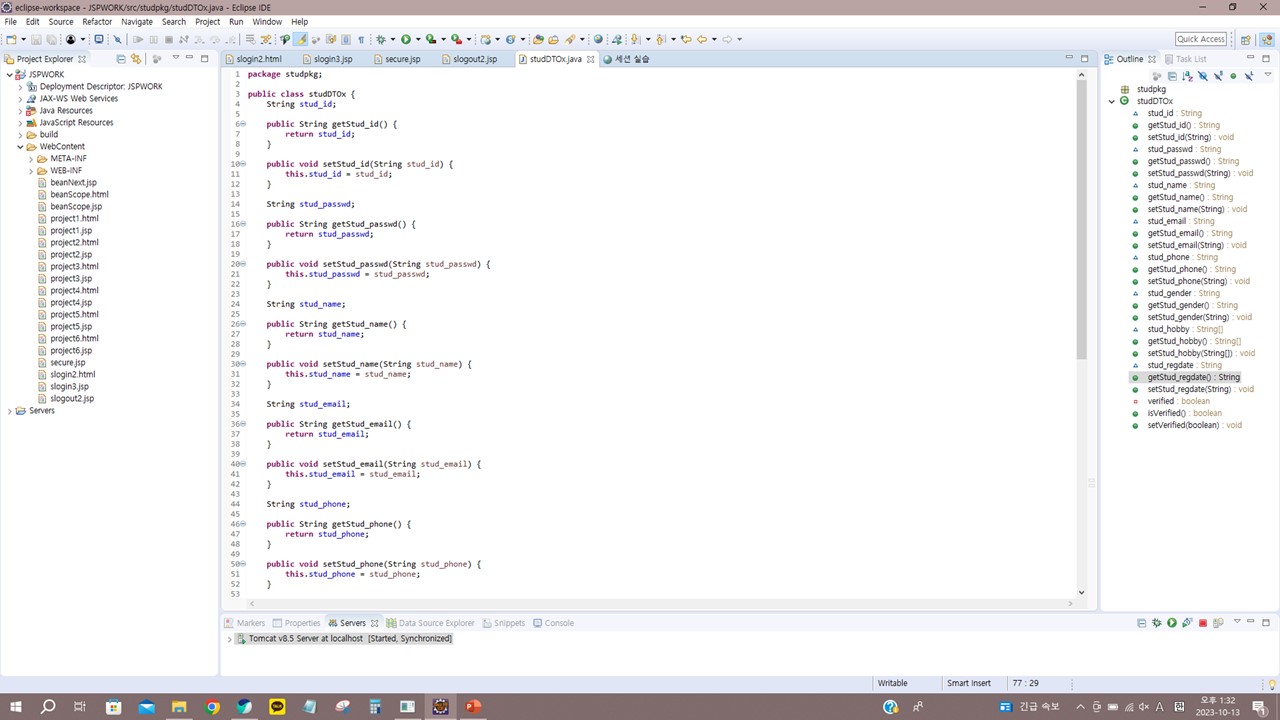 eclipse-workspace - JSPWORK/src/studpkg/studDTOx.java - Eclipse IDE
File Edit Source Refactor Navigate Search Project Run Window Help
Quick Access
Project Explorer
JSPWORK
Deployment Descriptor: JSPWORK
JAX-WS Web Services
Java Resources
JavaScript Resources
build
WebContent
META-INF
WEB-INF
beanNext.jsp
beanScope.html
beanScope.jsp
project1.html
project1.jsp
project2.html
project2.jsp
project3.html
project3.jsp
project4.html
project4.jsp
project5.html
project5.jsp
project6.html
project6.jsp
secure.jsp
slogin2.html
slogin3.jsp
slogout2.jsp
Servers
slogin2.html slogin3.jsp secure.jsp slogout2.jsp studDTOx.java 세션 실습
1 package studpkg;
2
3 public class studDTOx {
4 String stud_id;
5
6 public String getStud_id() {
7 return stud_id;
8 }
9
10 public void setStud_id(String stud_id) {
11 this.stud_id = stud_id;
12 }
13
14 String stud_passwd;
15
16 public String getStud_passwd() {
17 return stud_passwd;
18 }
19
20 public void setStud_passwd(String stud_passwd) {
21 this.stud_passwd = stud_passwd;
22 }
23
24 String stud_name;
25
26 public String getStud_name() {
27 return stud_name;
28 }
29
30 public void setStud_name(String stud_name) {
31 this.stud_name = stud_name;
32 }
33
34 String stud_email;
35
36 public String getStud_email() {
37 return stud_email;
38 }
39
40 public void setStud_email(String stud_email) {
41 this.stud_email = stud_email;
42 }
43
44 String stud_phone;
45
46 public String getStud_phone() {
47 return stud_phone;
48 }
49
50 public void setStud_phone(String stud_phone) {
51 this.stud_phone = stud_phone;
52 }
53
Outline Task List
studpkg
studDTOx
stud_id : String
getStud_id() : String
setStud_id(String) : void
stud_passwd : String
getStud_passwd() : String
setStud_passwd(String) : void
stud_name : String
getStud_name() : String
setStud_name(String) : void
stud_email : String
getStud_email() : String
setStud_email(String) : void
stud_phone : String
getStud_phone() : String
setStud_phone(String) : void
stud_gender : String
getStud_gender() : String
setStud_gender(String) : void
stud_hobby : String[]
getStud_hobby() : String[]
setStud_hobby(String[]) : void
stud_regdate : String
getStud_regdate() : String
setStud_regdate(String) : void
verified : boolean
isVerified() : boolean
setVerified(boolean) : void
Markers Properties Servers Data Source Explorer Snippets Console
Tomcat v8.5 Server at localhost [Started, Synchronized]
Writable Smart Insert 77 : 29
긴급 속보 A 오후 1:32
2023-10-13